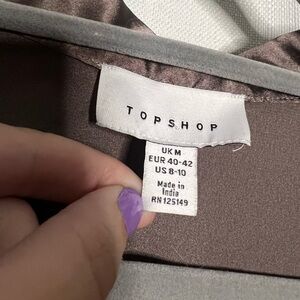 TOPSHOP
UK M
EUR 40-42
US 8-10
Made in
India
RN 125149